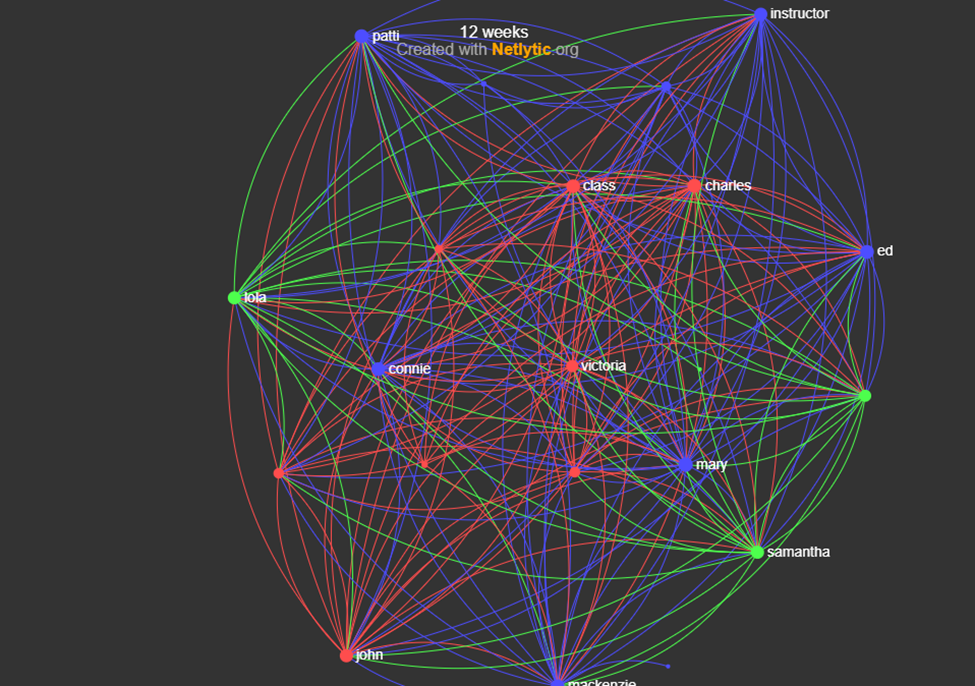 instructor
12 weeks
patti
Created with Netlytic.org
class
charles
ed
lola
connie
victoria
mary
samantha
john
mackenzie